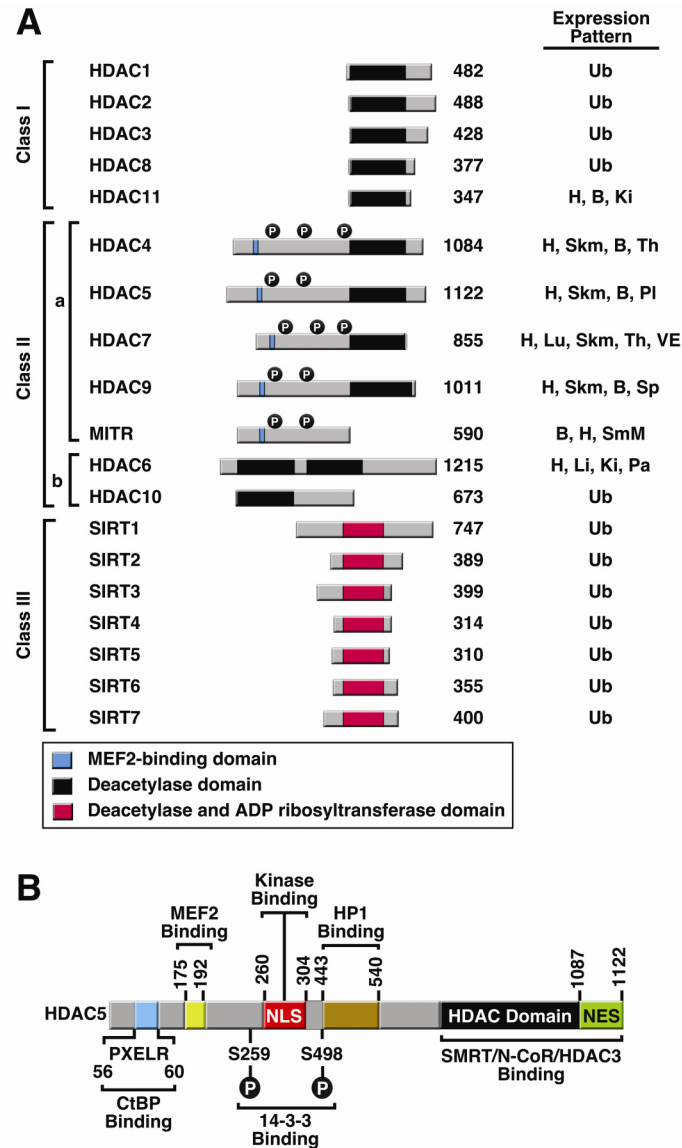 A
Expression
Pattern
Class I
HDAC1 482 Ub
HDAC2 488 Ub
HDAC3 428 Ub
HDAC8 377 Ub
HDAC11 347 H, B, Ki
Class II
a
P P P
HDAC4 1084 H, Skm, B, Th
P P
HDAC5 1122 H, Skm, B, Pl
P P P
HDAC7 855 H, Lu, Skm, Th, VE
P P
HDAC9 1011 H, Skm, B, Sp
P P
MITR 590 B, H, SmM
b
HDAC6 1215 H, Li, Ki, Pa
HDAC10 673 Ub
Class III
SIRT1 747 Ub
SIRT2 389 Ub
SIRT3 399 Ub
SIRT4 314 Ub
SIRT5 310 Ub
SIRT6 355 Ub
SIRT7 400 Ub
MEF2-binding domain
Deacetylase domain
Deacetylase and ADP ribosyltransferase domain
B
Kinase
Binding
MEF2
Binding
HP1
Binding
175 192 260 304 443 540 1087 1122
HDAC5 NLS HDAC Domain NES
PXELR S259 S498 SMRT/N-CoR/HDAC3
Binding
56 60 P P
CtBP
Binding
14-3-3
Binding